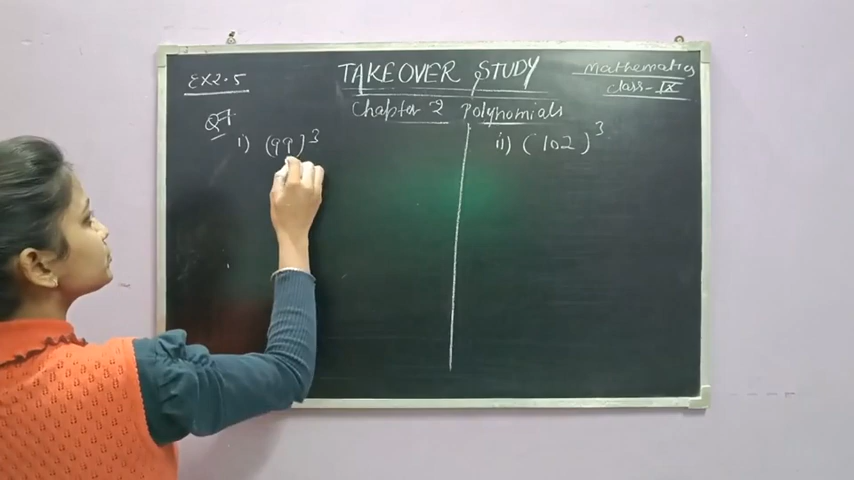 EX2.5
TAKEOVER STUDY
Mathematics
class-IX
Chapter 2 Polynomials
Q7
i) (99)³
ii) (102)³